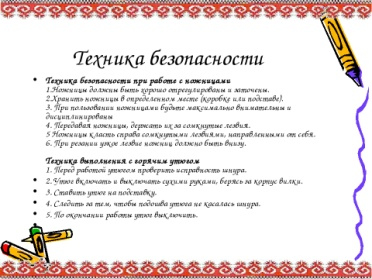 Техника безопасности
• Техника безопасности при работе с ножницами
1.Ножницы должны быть хорошо отрегулированы и заточены.
2.Хранить ножницы в определенном месте (коробке или подставе).
3. При пользовании ножницами будьте максимально внимательны и
дисциплинированы
4. Передавая ножницы, держать их за сомкнутые лезвия.
5 Ножницы класть справа сомкнутыми лезвиями, направленными от себя.
6. При резании узкое лезвие ножниц должно быть внизу.
Техника выполнения с горячим утюгом
1. Перед работой утюгом проверить исправность шнура.
• 2. Утюг включать и выключать сухими руками, берясь за корпус вилки.
• 3. Ставить утюг на подставку.
• 4. Следить за тем, чтобы подошва утюга не касалась шнура.
• 5. По окончании работы утюг выключить.
•